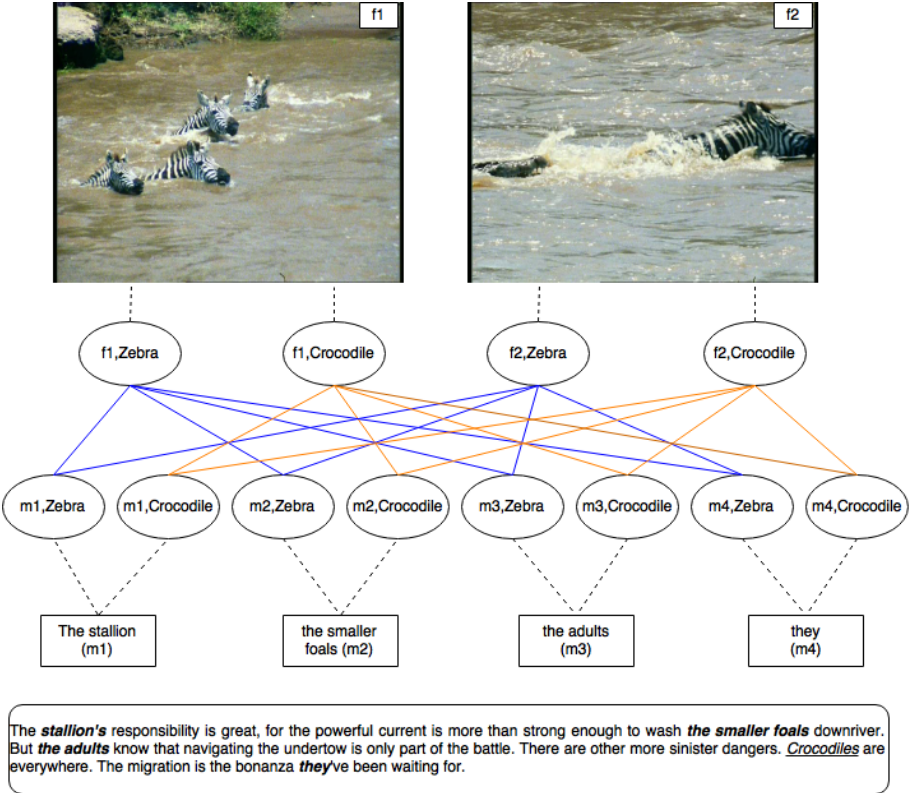 f1
f2
f1,Zebra
f1,Crocodile
f2,Zebra
f2,Crocodile
m1,Zebra
m1,Crocodile
m2,Zebra
m2,Crocodile
m3,Zebra
m3,Crocodile
m4,Zebra
m4,Crocodile
The stallion
(m1)
the smaller
foals (m2)
the adults
(m3)
they
(m4)
The stallion's responsibility is great, for the powerful current is more than strong enough to wash the smaller foals downriver.
But the adults know that navigating the undertow is only part of the battle. There are other more sinister dangers. Crocodiles are
everywhere. The migration is the bonanza they've been waiting for.